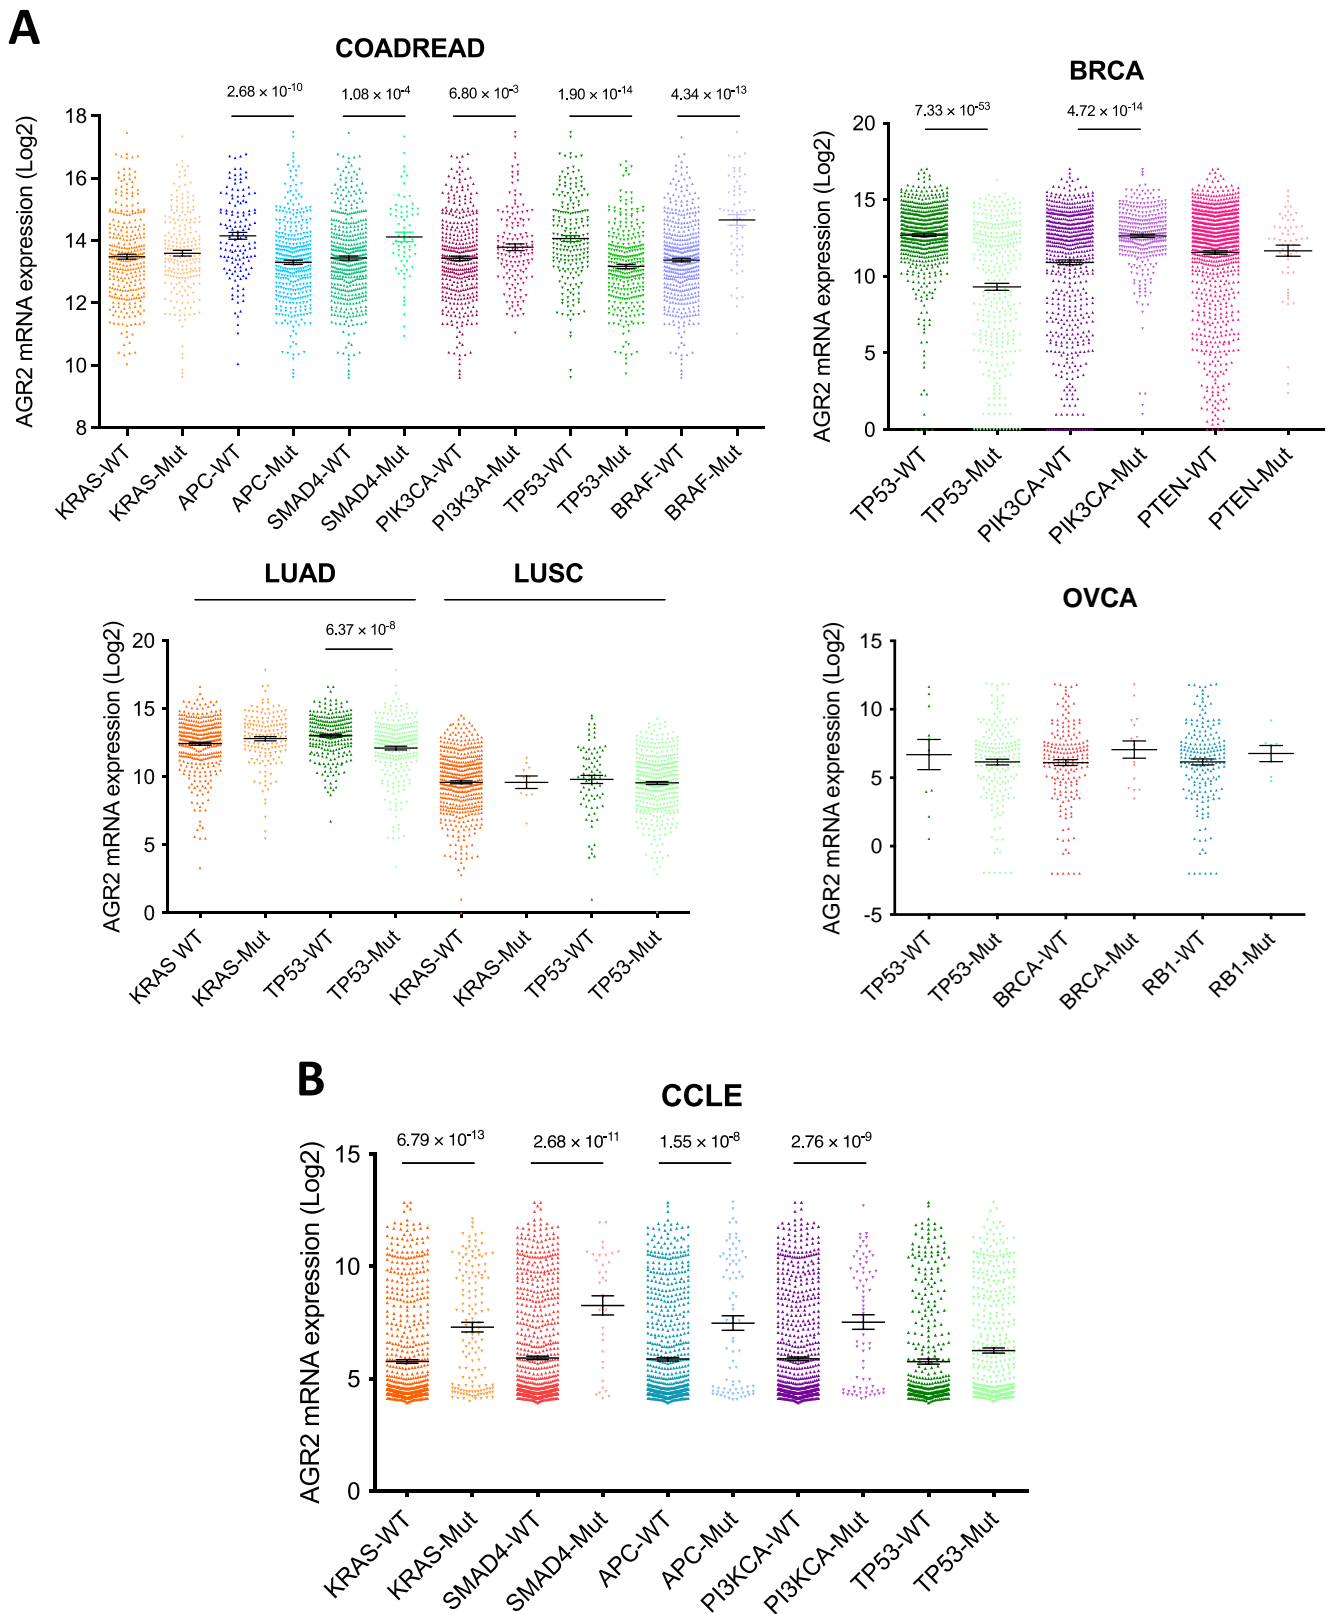 A
COADREAD
2.68 × 10-10
1.08 × 10-4
6.80 × 10-3
1.90 × 10-14
4.34 × 10-13
AGR2 mRNA expression (Log2)
18
16
14
12
10
8
KRAS-WT
KRAS-Mut
APC-WT
APC-Mut
SMAD4-WT
SMAD4-Mut
PIK3CA-WT
PI3K3A-Mut
TP53-WT
TP53-Mut
BRAF-WT
BRAF-Mut
BRCA
7.33 × 10-53
4.72 × 10-14
AGR2 mRNA expression (Log2)
20
15
10
5
0
TP53-WT
TP53-Mut
PIK3CA-WT
PIK3CA-Mut
PTEN-WT
PTEN-Mut
LUAD
LUSC
6.37 × 10-8
AGR2 mRNA expression (Log2)
20
15
10
5
0
KRAS WT
KRAS-Mut
TP53-WT
TP53-Mut
KRAS-WT
KRAS-Mut
TP53-WT
TP53-Mut
OVCA
AGR2 mRNA expression (Log2)
15
10
5
0
-5
TP53-WT
TP53-Mut
BRCA-WT
BRCA-Mut
RB1-WT
RB1-Mut
B
CCLE
6.79 × 10-13
2.68 × 10-11
1.55 × 10-8
2.76 × 10-9
AGR2 mRNA expression (Log2)
15
10
5
0
KRAS-WT
KRAS-Mut
SMAD4-WT
SMAD4-Mut
APC-WT
APC-Mut
PI3KCA-WT
PI3KCA-Mut
TP53-WT
TP53-Mut